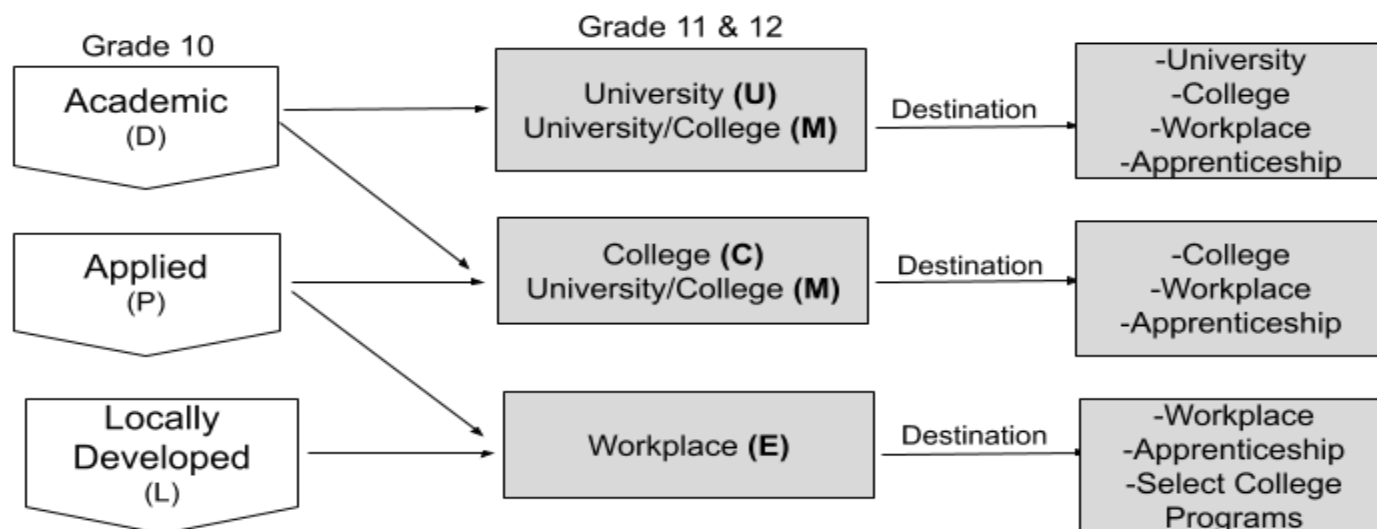 Grade 10
Grade 11 & 12
Academic
(D)
University (U)
University/College (M)
Destination
-University
-College
-Workplace
-Apprenticeship
Applied
(P)
College (C)
University/College (M)
Destination
-College
-Workplace
-Apprenticeship
Locally
Developed
(L)
Workplace (E)
Destination
-Workplace
-Apprenticeship
-Select College
Programs